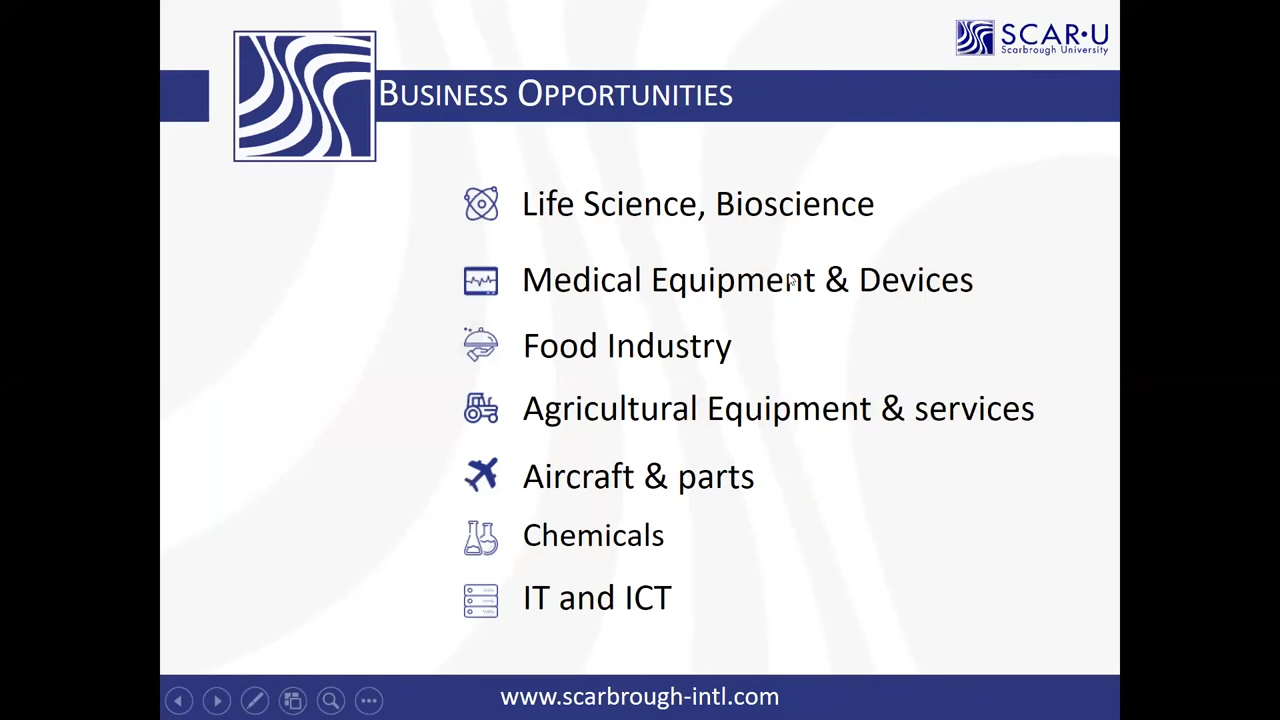 SCAR•U
Scarbrough University
BUSINESS OPPORTUNITIES
Life Science, Bioscience
Medical Equipment & Devices
Food Industry
Agricultural Equipment & services
Aircraft & parts
Chemicals
IT and ICT
www.scarbrough-intl.com